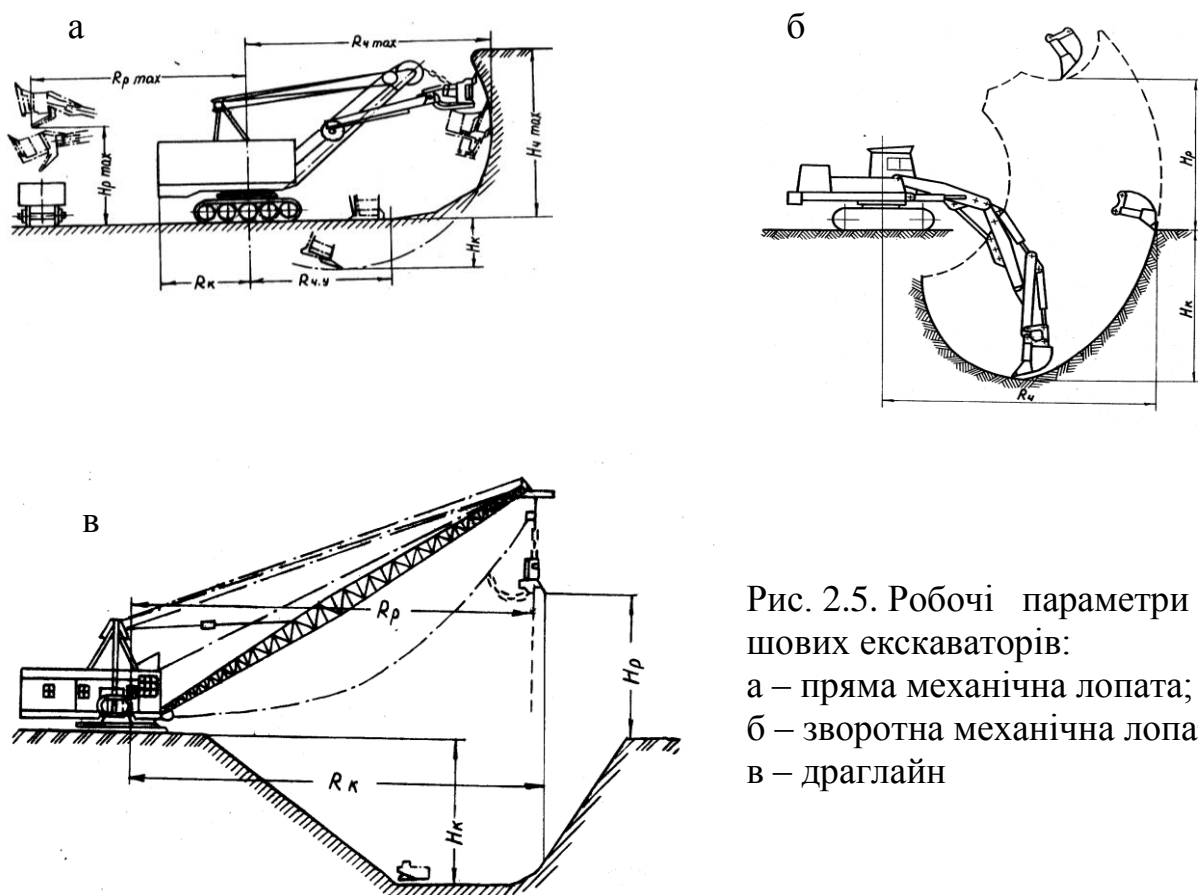 а
Rч max
Rр max
Hр max
Hч max
Hк
Rк
Rч.у
б
Hр
Hк
Rч
в
Rр
Hр
Rк
Hк
Рис. 2.5. Робочі параметри
шових екскаваторів:
а – пряма механічна лопата;
б – зворотна механічна лопа
в – драглайн